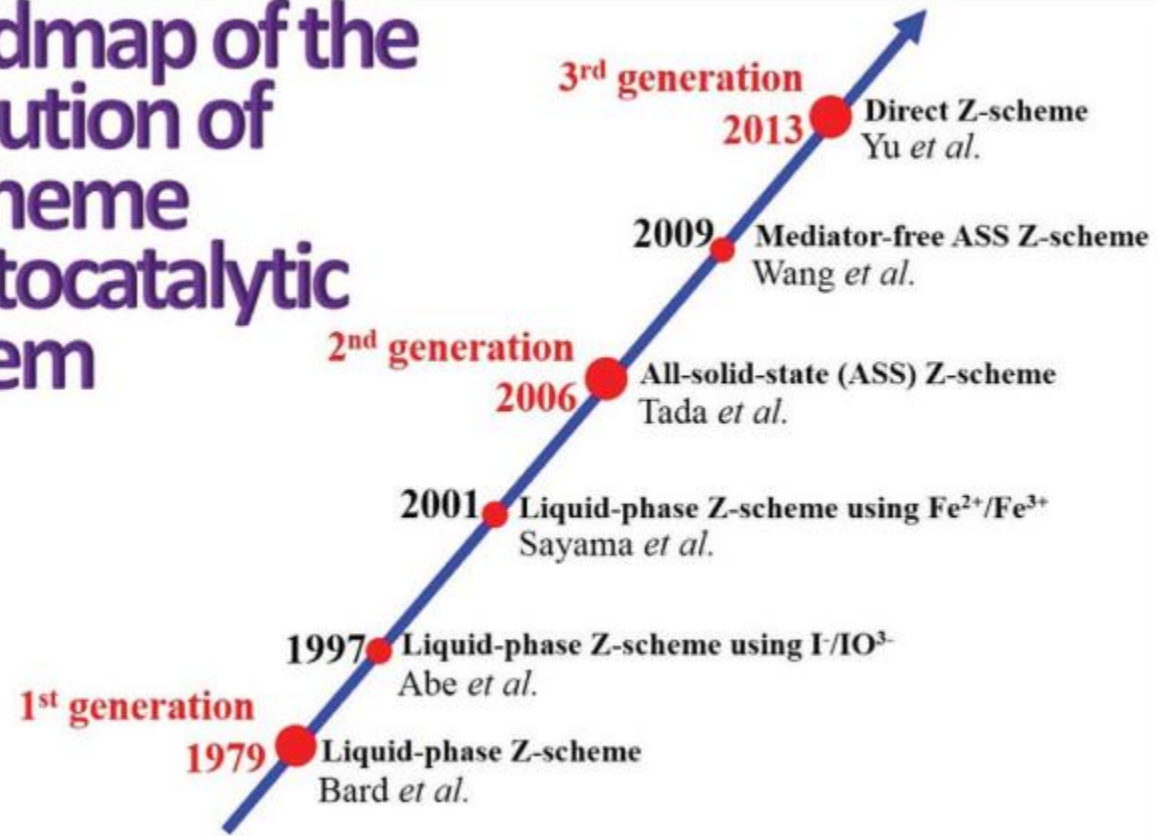 dmap of the
ution of
heme
tocatalytic
em
3rd generation
2013
Direct Z-scheme
Yu et al.
2009
Mediator-free ASS Z-scheme
Wang et al.
2nd generation
2006
All-solid-state (ASS) Z-scheme
Tada et al.
2001
Liquid-phase Z-scheme using Fe²⁺/Fe³⁺
Sayama et al.
1997
Liquid-phase Z-scheme using I⁻/IO³⁻
Abe et al.
1st generation
1979
Liquid-phase Z-scheme
Bard et al.